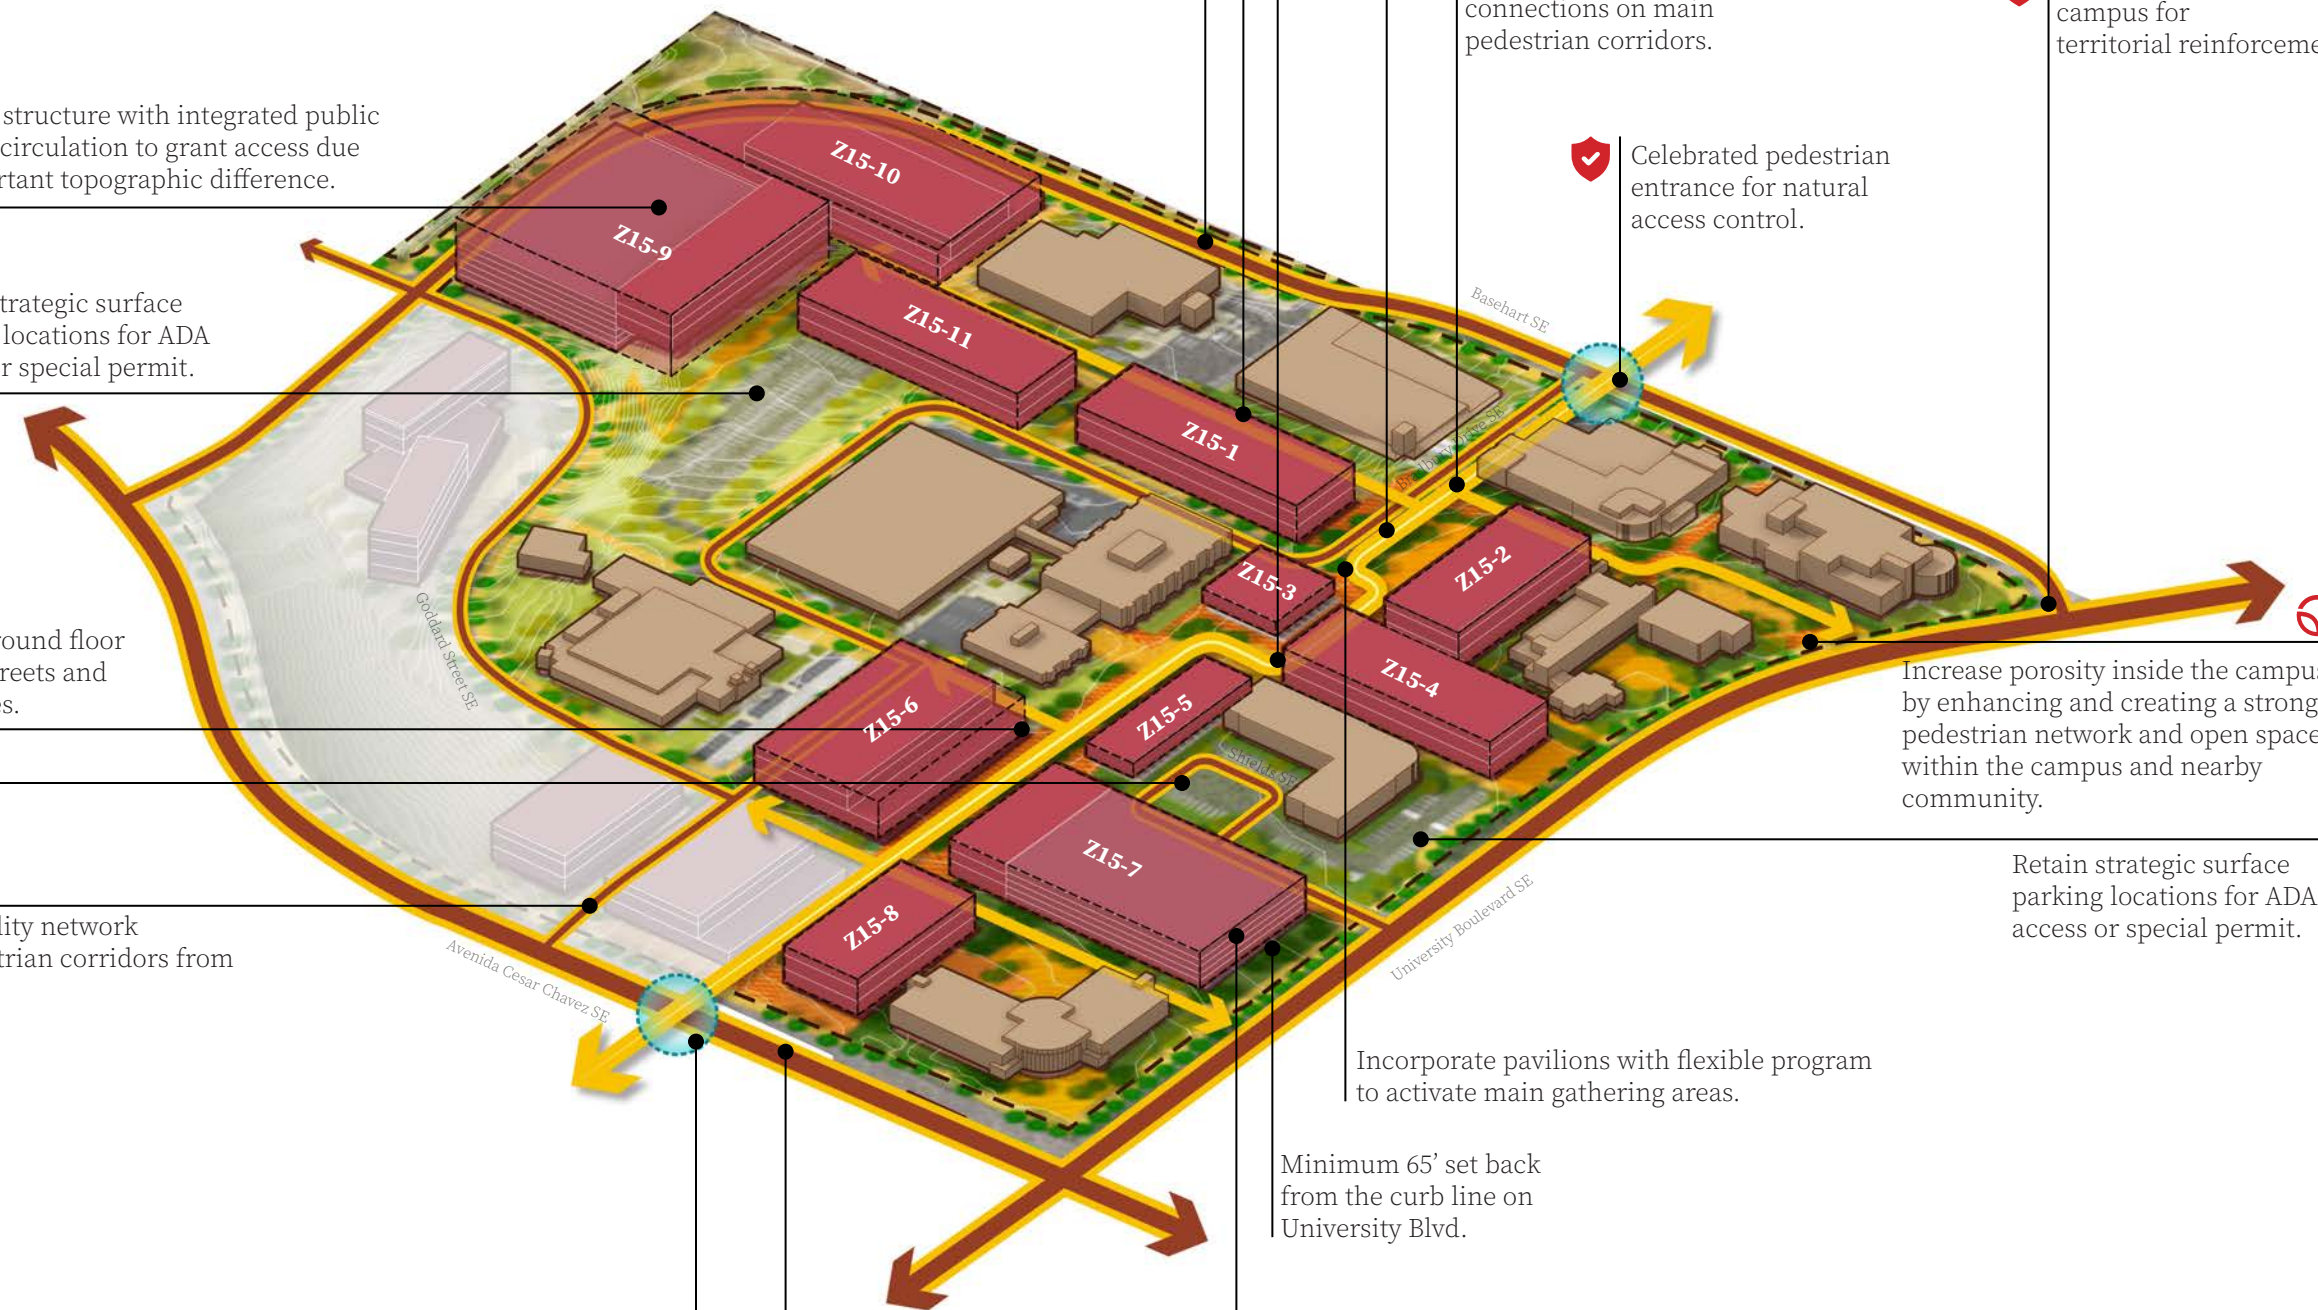 connections on main
pedestrian corridors.
campus for
territorial reinforceme
structure with integrated public
circulation to grant access due
rtant topographic difference.
Celebrated pedestrian
entrance for natural
access control.
trategic surface
locations for ADA
r special permit.
Z15-10
Z15-9
Z15-11
Basehart SE
Z15-1
Bradbury Drive SE
Z15-2
Z15-3
Goddard Street SE
ound floor
reets and
es.
Z15-4
Z15-6
Z15-5
Shields SE
Increase porosity inside the campus
by enhancing and creating a strong
pedestrian network and open space
within the campus and nearby
community.
Z15-7
Z15-8
Retain strategic surface
parking locations for ADA
access or special permit.
University Boulevard SE
lity network
trian corridors from
Avenida Cesar Chavez SE
Incorporate pavilions with flexible program
to activate main gathering areas.
Minimum 65’ set back
from the curb line on
University Blvd.